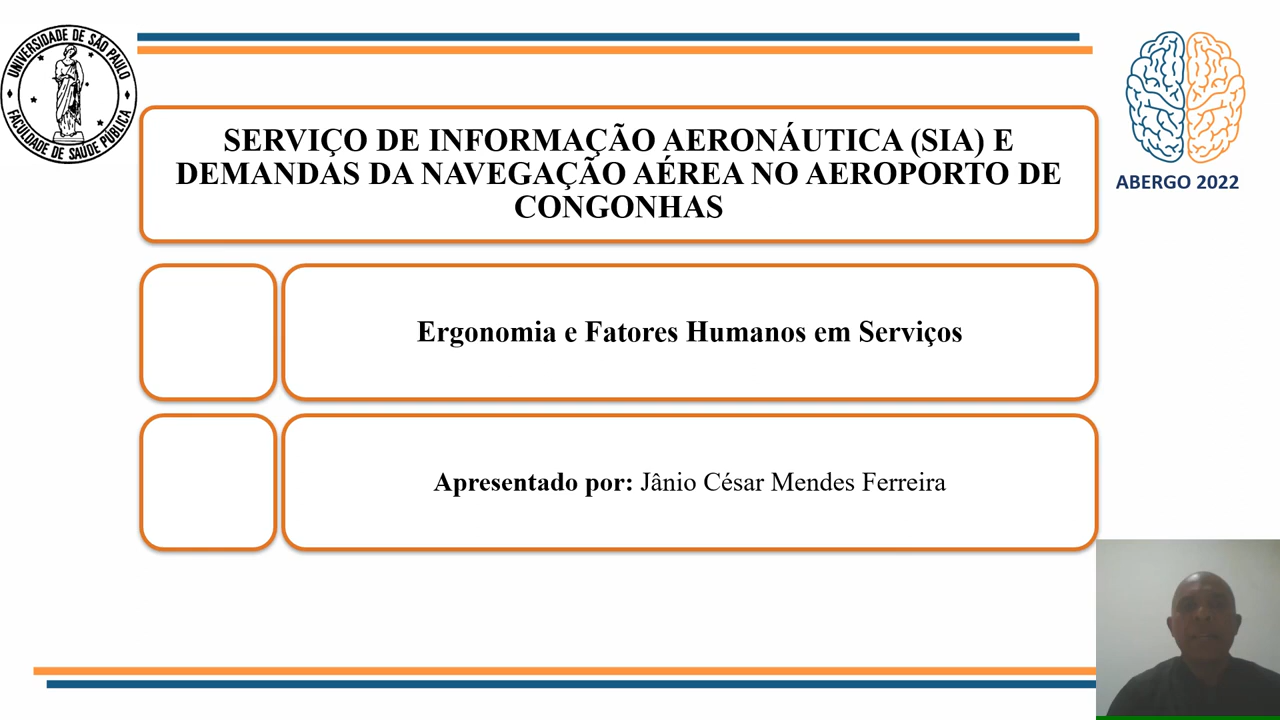 UNIVERSIDADE DE SÃO PAULO
FACULDADE DE SAÚDE PÚBLICA
SERVIÇO DE INFORMAÇÃO AERONÁUTICA (SIA) E
DEMANDAS DA NAVEGAÇÃO AÉREA NO AEROPORTO DE
CONGONHAS
ABERGO 2022
Ergonomia e Fatores Humanos em Serviços
Apresentado por: Jânio César Mendes Ferreira